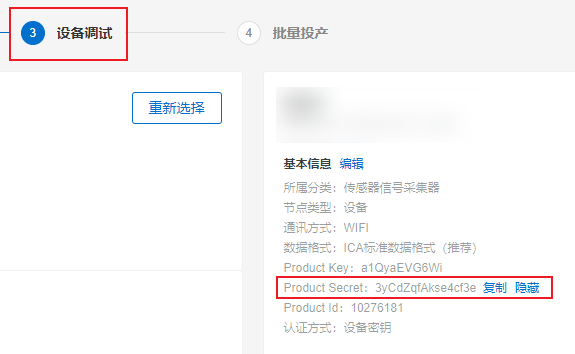 3 设备调试 4 批量投产
重新选择
基本信息 编辑
所属分类：传感器信号采集器
节点类型：设备
通讯方式：WIFI
数据格式：ICA标准数据格式（推荐）
Product Key：a1QyaEVG6Wi
Product Secret：3yCdZqfAkse4cf3e 复制 隐藏
Product Id：10276181
认证方式：设备密钥